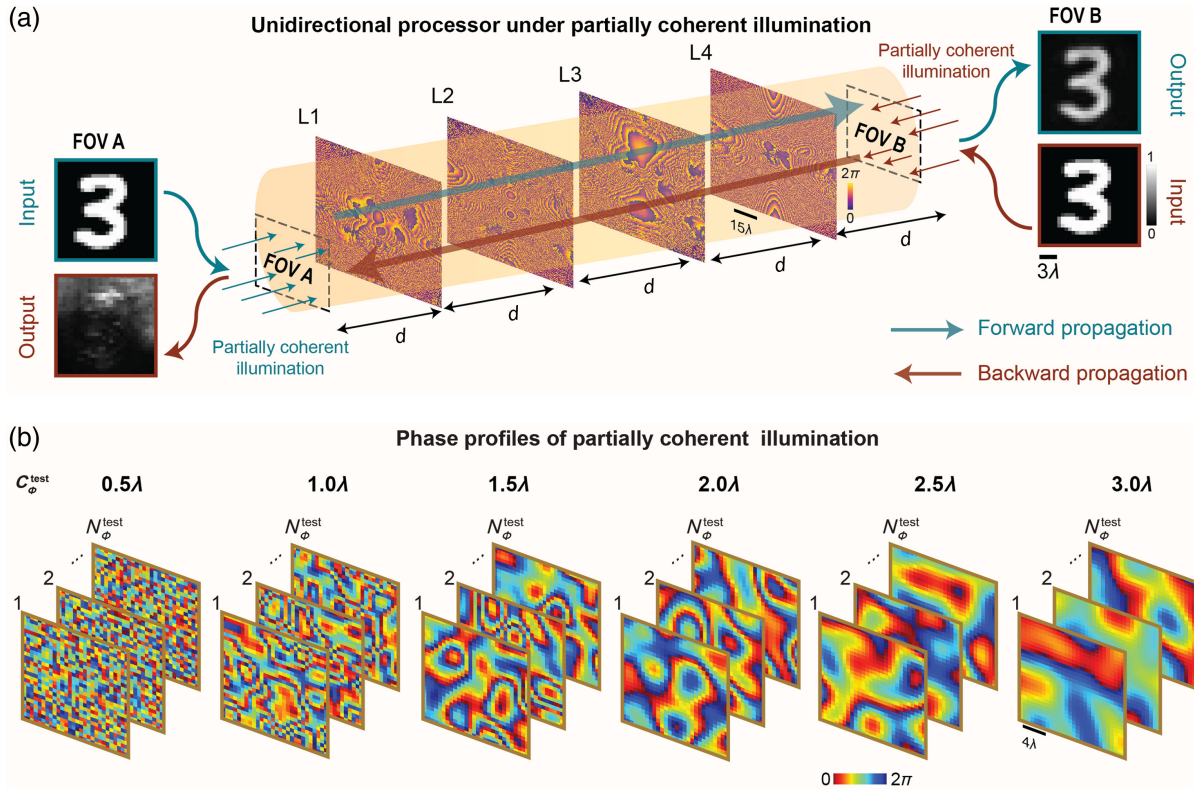 (a)
Unidirectional processor under partially coherent illumination
FOV B
Partially coherent
illumination
L4
L3
L2
L1
Output
FOV A
FOV B
Input
2π
0
1
0
Input
15λ
d
3λ
FOV A
d
d
d
d
Output
Partially coherent
illumination
Forward propagation
Backward propagation
(b)
Phase profiles of partially coherent illumination
C_Φ^test 0.5λ 1.0λ 1.5λ 2.0λ 2.5λ 3.0λ
N_Φ^test N_Φ^test N_Φ^test N_Φ^test N_Φ^test N_Φ^test
2 2 2 2 2 2
1 1 1 1 1 1
4λ
0 2π